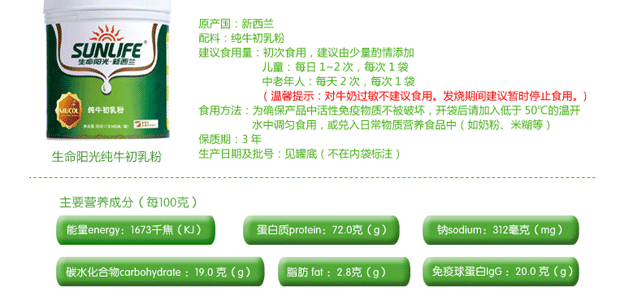 SUNLIFE®
生命阳光·新西兰
MUCOL
纯牛初乳粉
生命阳光纯牛初乳粉
原产国：新西兰
配料：纯牛初乳粉
建议食用量：初次食用，建议由少量酌情添加
儿童：每日 1~2 次，每次 1 袋
中老年人：每天 2 次，每次 1 袋
（ 温馨提示：对牛奶过敏不建议食用。发烧期间建议暂时停止食用。）
食用方法：为确保产品中活性免疫物质不被破坏，开袋后请加入低于 50℃的温开
水中调匀食用，或兑入日常物质营养食品中（如奶粉、米糊等）
保质期：3 年
生产日期及批号：见罐底（不在内袋标注）
主要营养成分（每100克）
能量energy：1673千焦（KJ）
蛋白质protein：72.0克（g）
钠sodium：312毫克（mg）
碳水化合物carbohydrate ：19.0 克（g）
脂肪 fat ：2.8克（g）
免疫球蛋白IgG ：20.0 克（g）